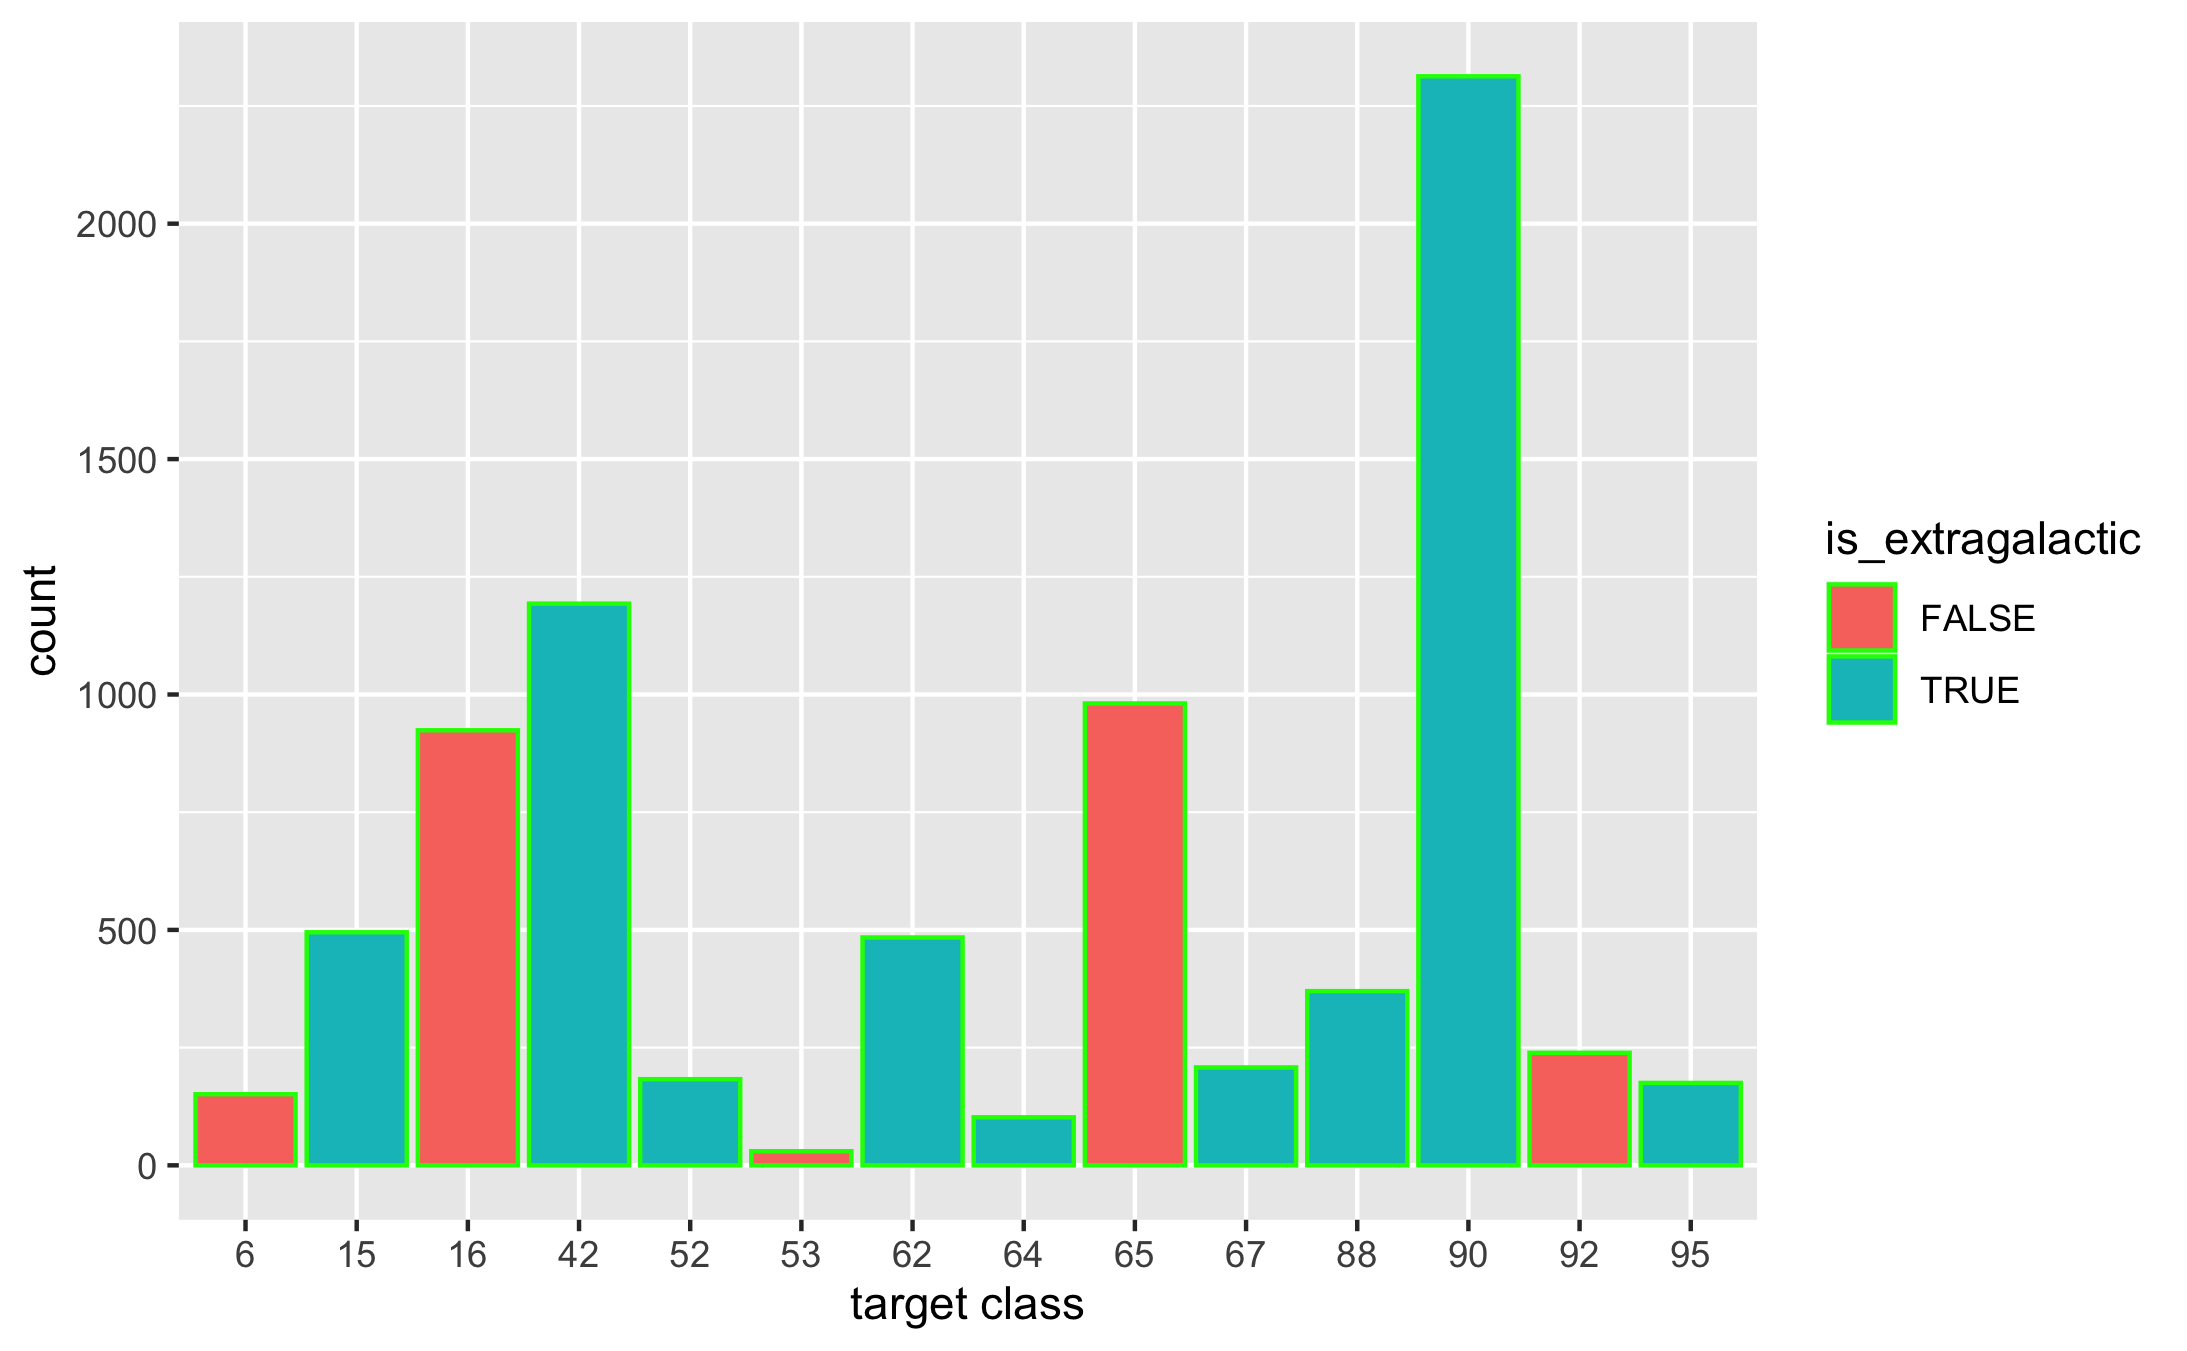 count
2000
1500
1000
500
0
6 15 16 42 52 53 62 64 65 67 88 90 92 95
target class
is_extragalactic
FALSE
TRUE